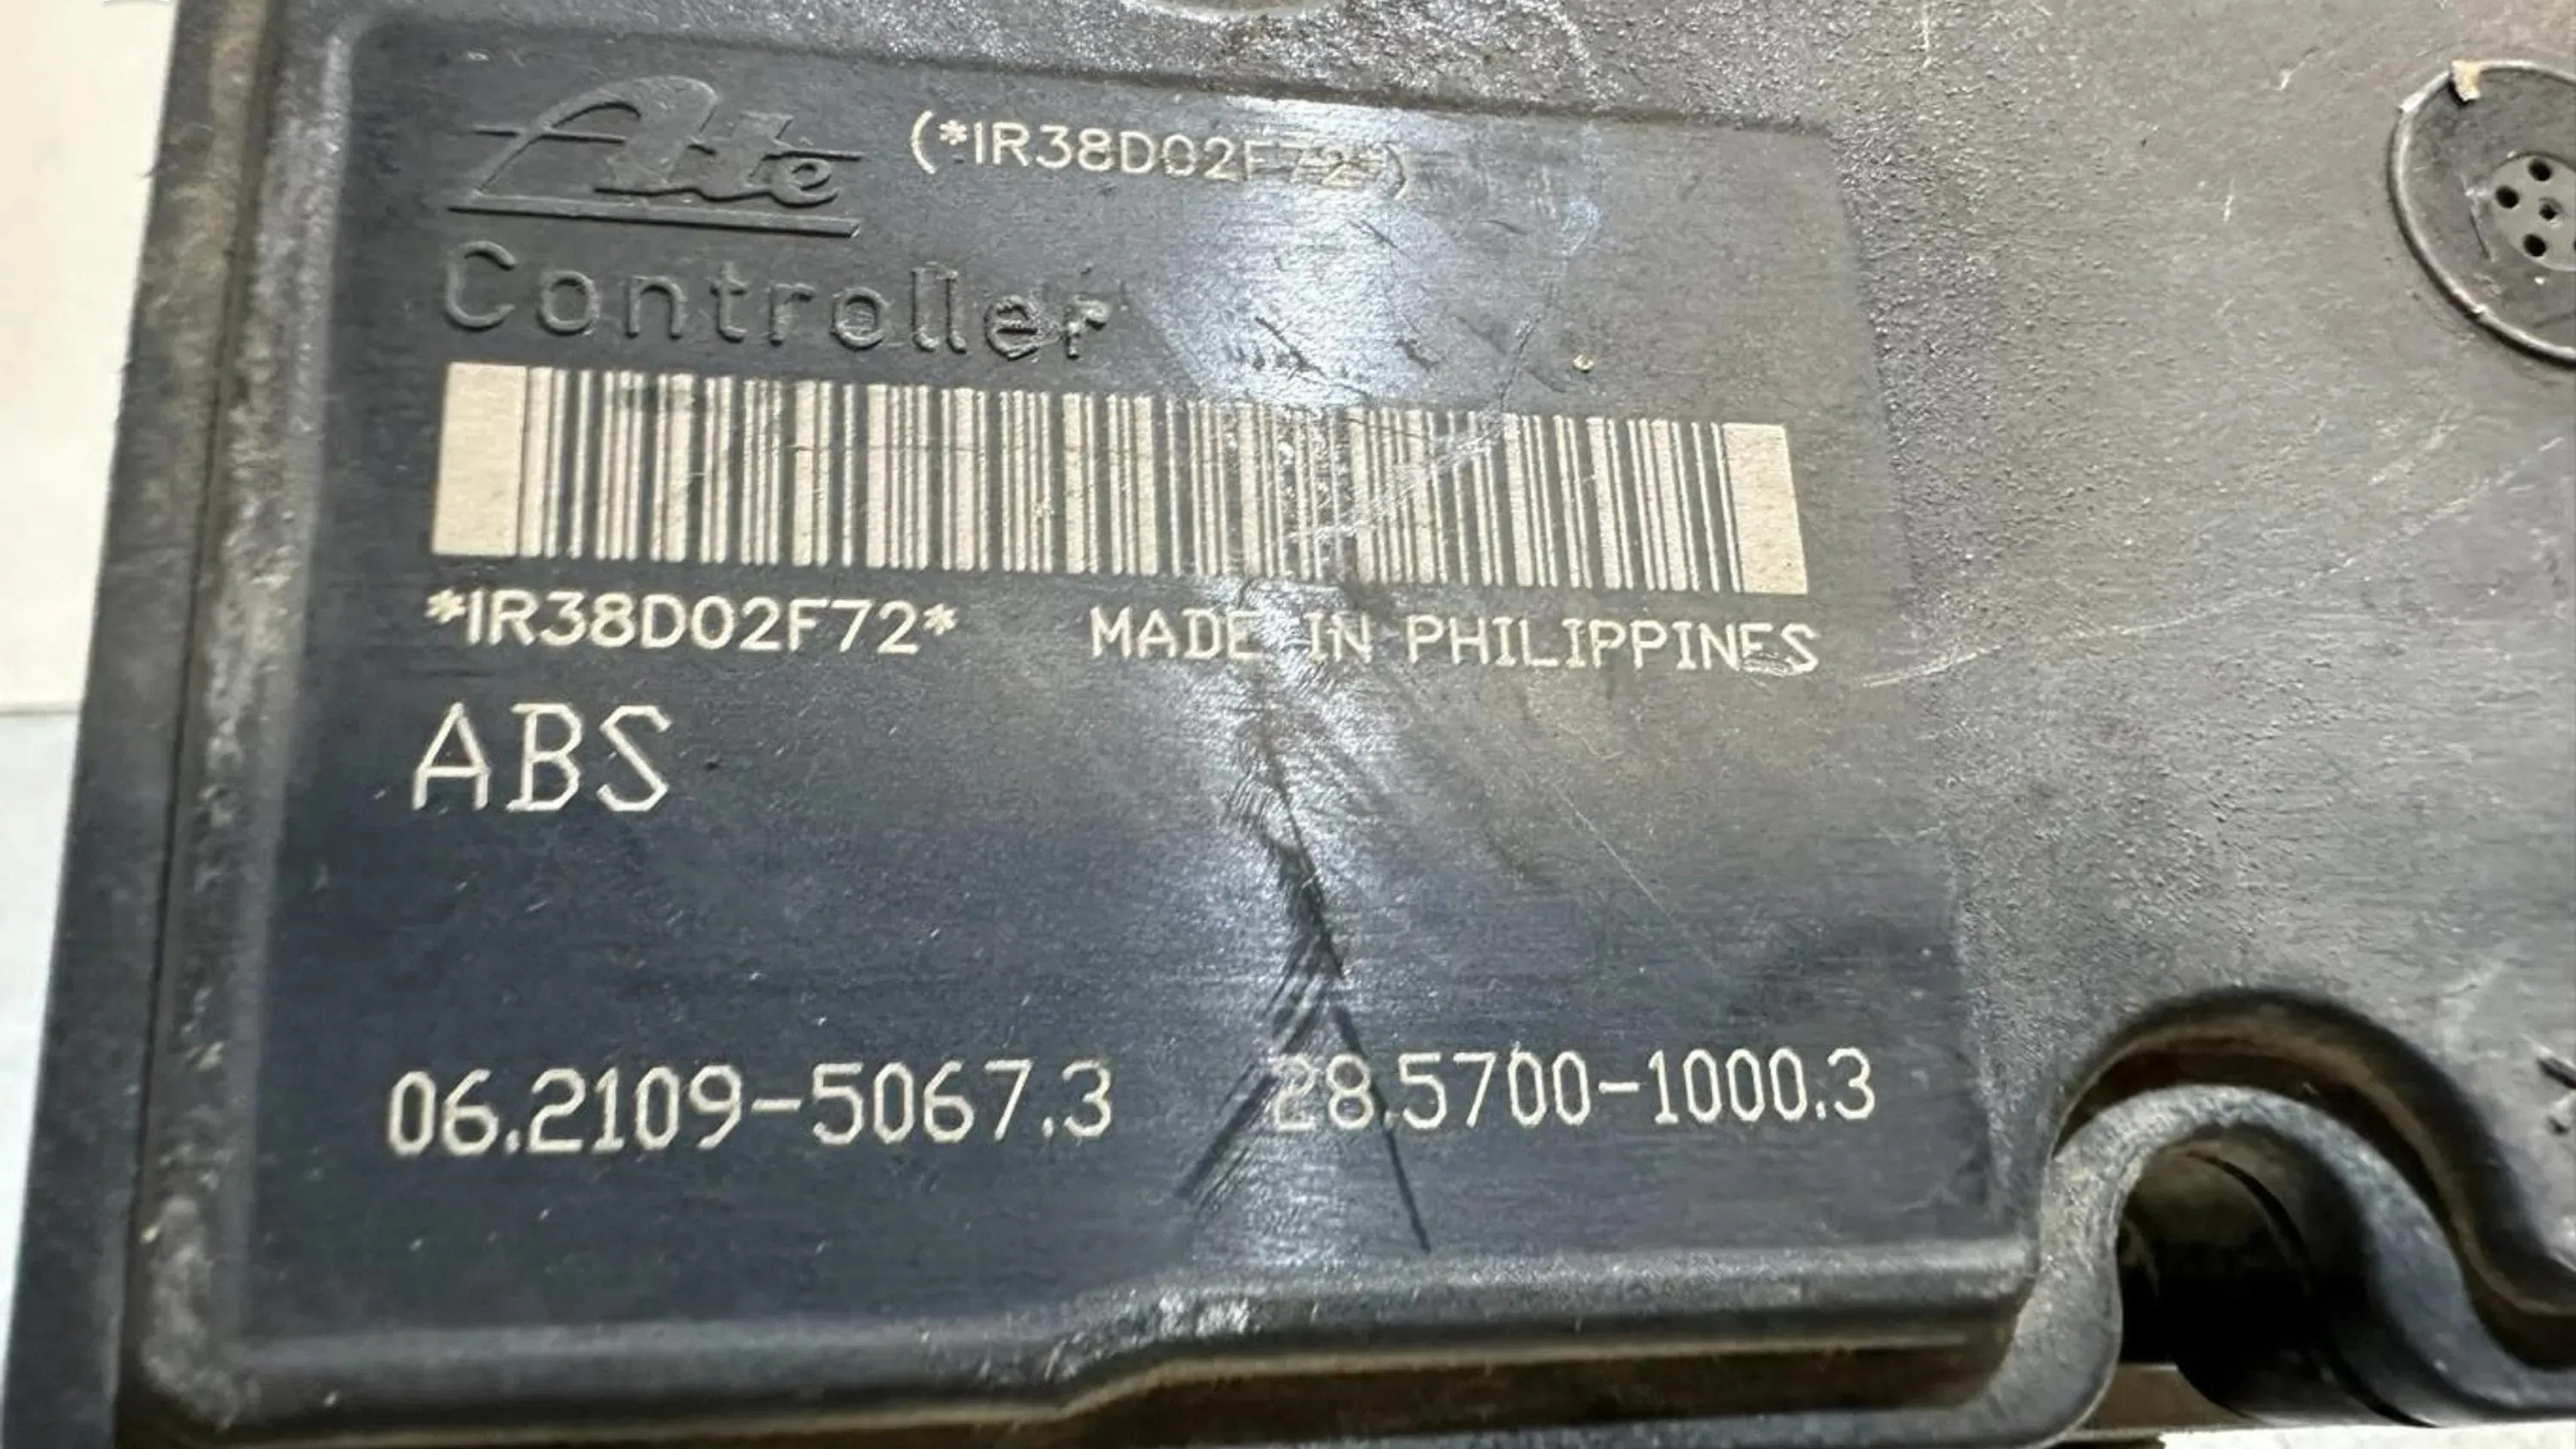 Ate (*IR38D02F72*)
Controller
*IR38D02F72* MADE IN PHILIPPINES
ABS
06.2109-5067.3 28.5700-1000.3